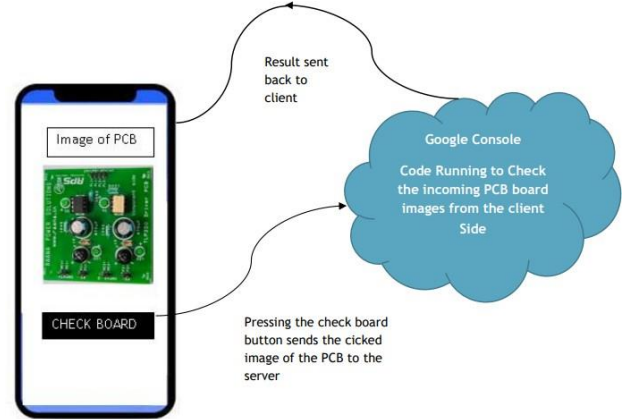 Result sent
back to
client
Image of PCB
RPS
CHECK BOARD
Google Console
Code Running to Check
the incoming PCB board
images from the client
Side
Pressing the check board
button sends the cicked
image of the PCB to the
server